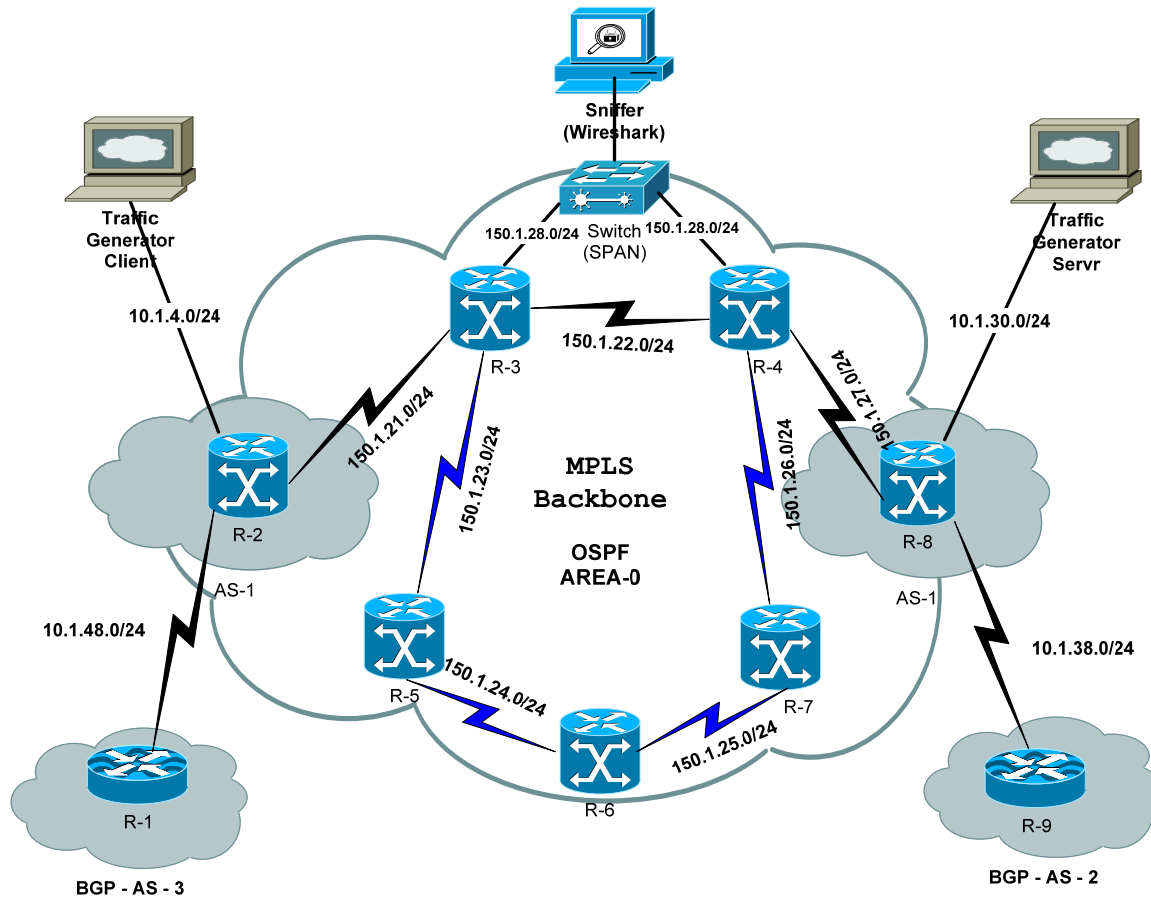 Sniffer
(Wireshark)
Traffic
Generator
Client
Traffic
Generator
Servr
Switch
(SPAN)
150.1.28.0/24
150.1.28.0/24
10.1.4.0/24
10.1.30.0/24
R-3
150.1.22.0/24
R-4
150.1.21.0/24
150.1.23.0/24
150.1.26.0/24
150.1.27.0/24
MPLS
Backbone
OSPF
AREA-0
R-2
AS-1
R-8
AS-1
10.1.48.0/24
10.1.38.0/24
R-5
150.1.24.0/24
R-7
150.1.25.0/24
R-6
R-1
R-9
BGP - AS - 3
BGP - AS - 2